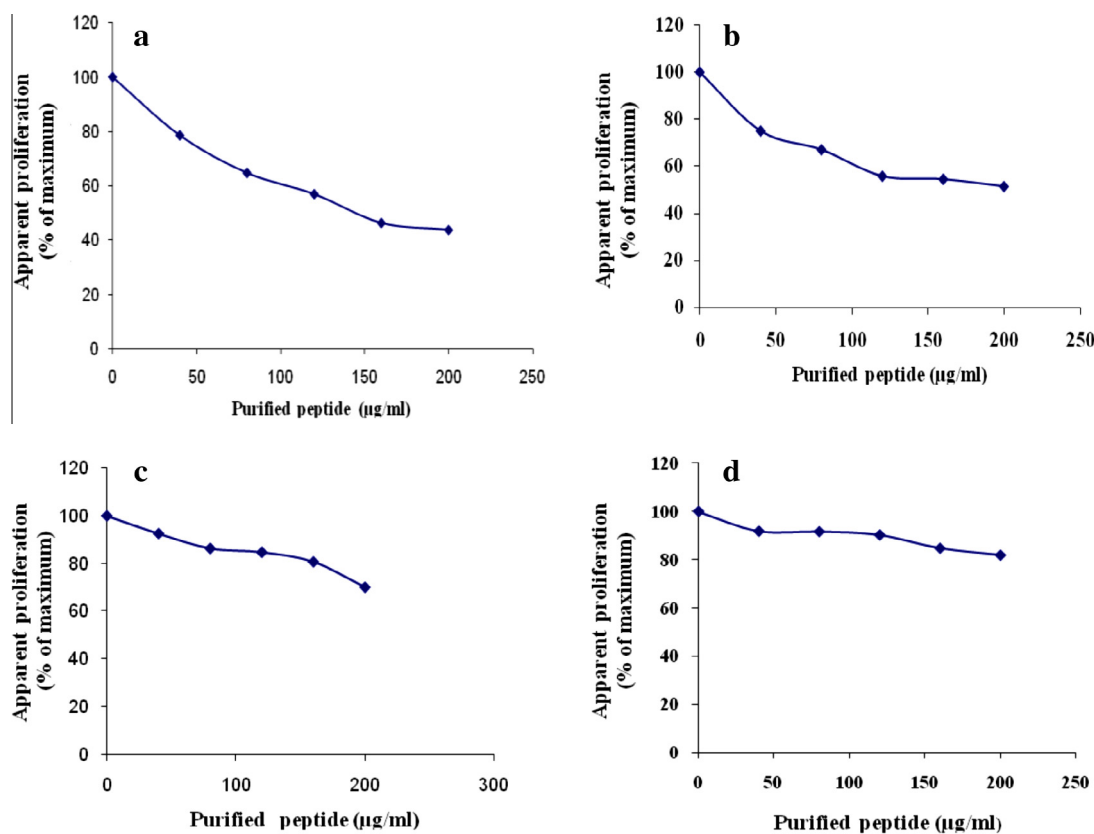 a
120
100
80
60
40
20
0
0 50 100 150 200 250
Apparent proliferation
(% of maximum)
Purified peptide (µg/ml)
b
120
100
80
60
40
20
0
0 50 100 150 200 250
Apparent proliferation
(% of maximum)
Purified peptide (µg/ml)
c
120
100
80
60
40
20
0
0 100 200 300
Apparent proliferation
(% of maximum)
Purified peptide (µg/ml)
d
120
100
80
60
40
20
0
0 50 100 150 200 250
Apparent proliferation
(% of maximum)
Purified peptide (µg/ml)